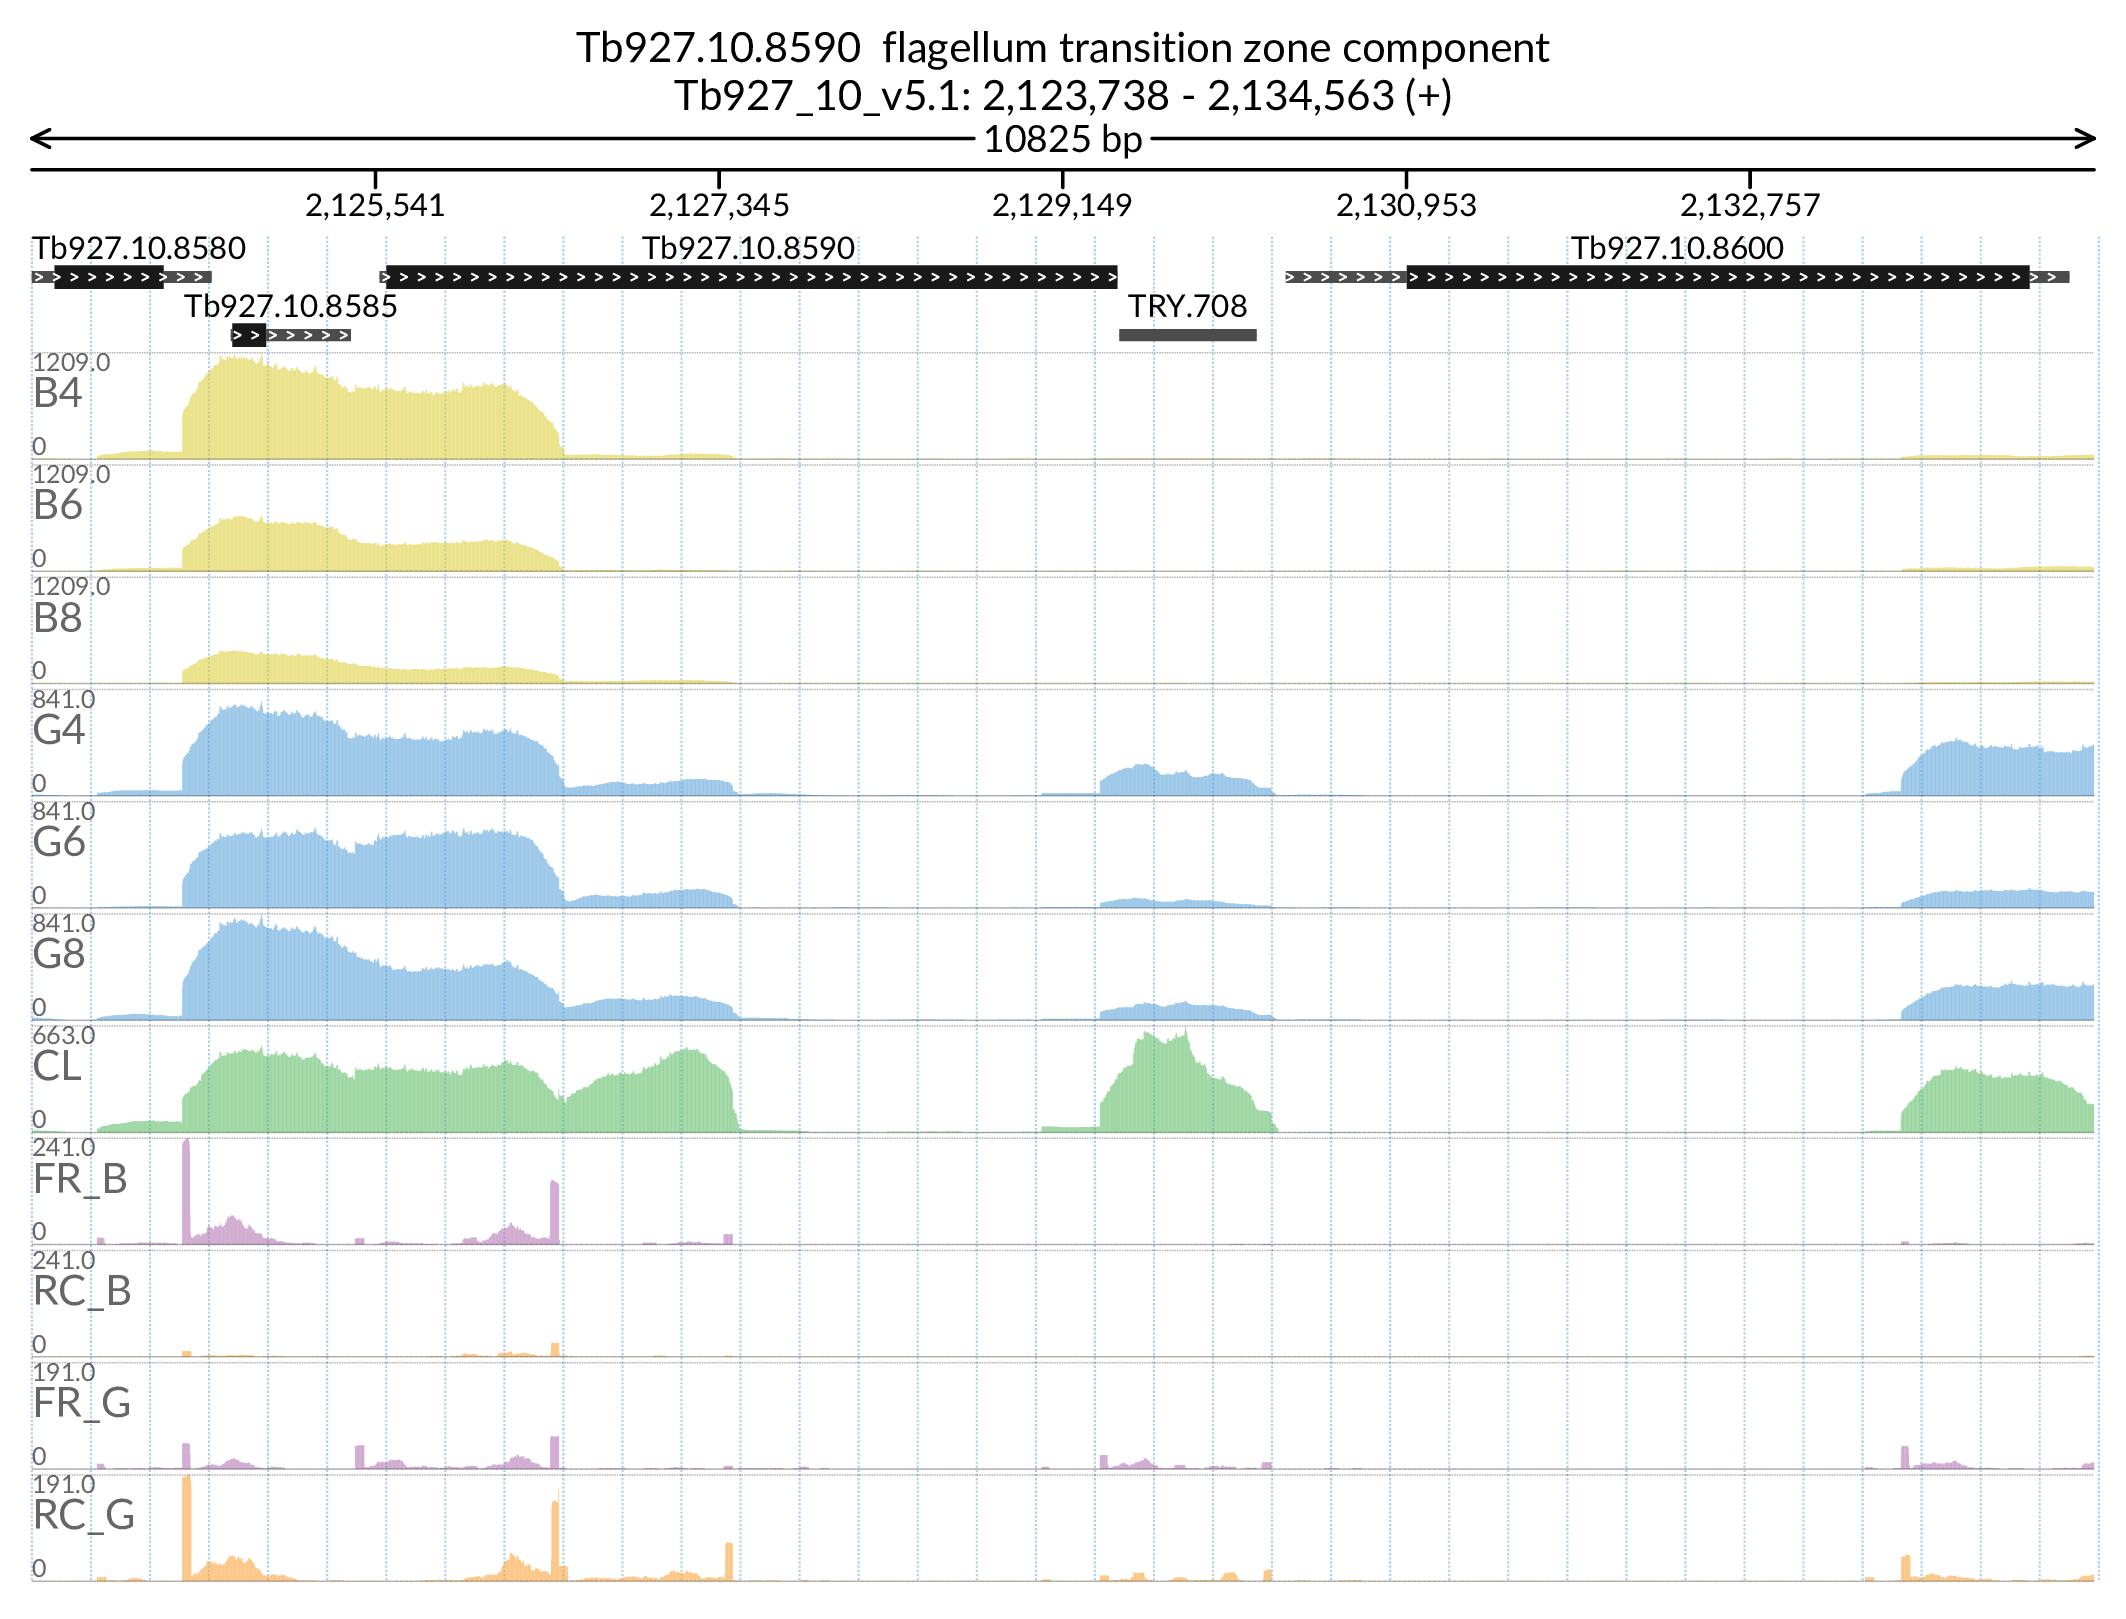 Tb927.10.8590 flagellum transition zone component
Tb927_10_v5.1: 2,123,738 - 2,134,563 (+)
10825 bp
2,125,541 2,127,345 2,129,149 2,130,953 2,132,757
Tb927.10.8580 Tb927.10.8590 Tb927.10.8600
Tb927.10.8585 TRY.708
1209.0
B4
0
1209.0
B6
0
1209.0
B8
0
841.0
G4
0
841.0
G6
0
841.0
G8
0
663.0
CL
0
241.0
FR_B
0
241.0
RC_B
0
191.0
FR_G
0
191.0
RC_G
0